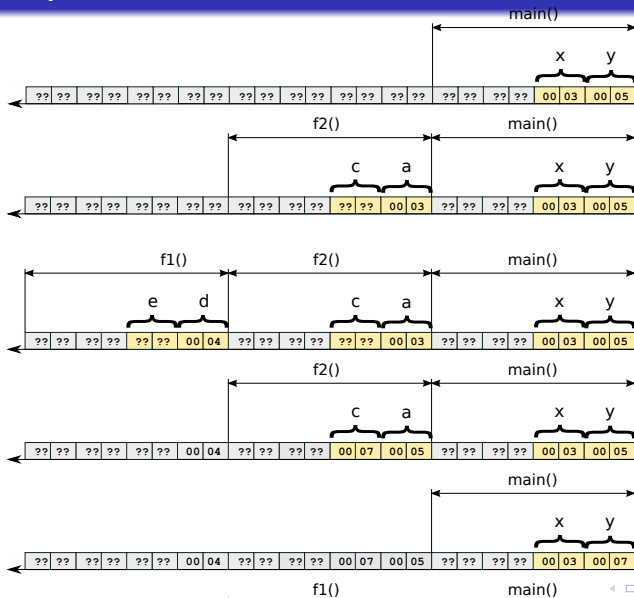 main()
x y
?? ?? ?? ?? ?? ?? ?? ?? ?? ?? ?? ?? ?? ?? ?? ?? ?? ?? ?? ?? 00 03 00 05
f2() main()
c a x y
?? ?? ?? ?? ?? ?? ?? ?? ?? ?? ?? ?? ?? ?? 00 03 ?? ?? ?? ?? 00 03 00 05
f1() f2() main()
e d c a x y
?? ?? ?? ?? ?? ?? 00 04 ?? ?? ?? ?? ?? ?? 00 03 ?? ?? ?? ?? 00 03 00 05
f2() main()
c a x y
?? ?? ?? ?? ?? ?? 00 04 ?? ?? ?? ?? 00 07 00 05 ?? ?? ?? ?? 00 03 00 05
main()
x y
?? ?? ?? ?? ?? ?? 00 04 ?? ?? ?? ?? 00 07 00 05 ?? ?? ?? ?? 00 03 00 07
f1() main()